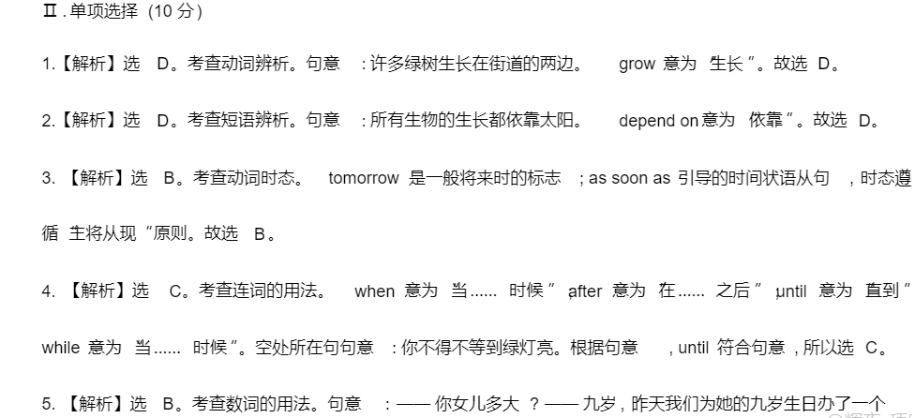 Ⅱ.单项选择 (10 分)
1.【解析】选 D。考查动词辨析。句意 :许多绿树生长在街道的两边。 grow 意为 生长"。故选 D。
2.【解析】选 D。考查短语辨析。句意 :所有生物的生长都依靠太阳。 depend on意为 依靠"。故选 D。
3. 【解析】选 B。考查动词时态。 tomorrow 是一般将来时的标志 ; as soon as 引导的时间状语从句 , 时态遵
循 主将从现 "原则。故选 B。
4. 【解析】选 C。考查连词的用法。 when 意为 当...... 时候" after 意为 在...... 之后" until 意为 直到"
while 意为 当...... 时候"。空处所在句句意 :你不得不等到绿灯亮。根据句意 , until 符合句意 , 所以选 C。
5. 【解析】选 B。考查数词的用法。句意 : —— 你女儿多大 ? —— 九岁 , 昨天我们为她的九岁生日办了一个